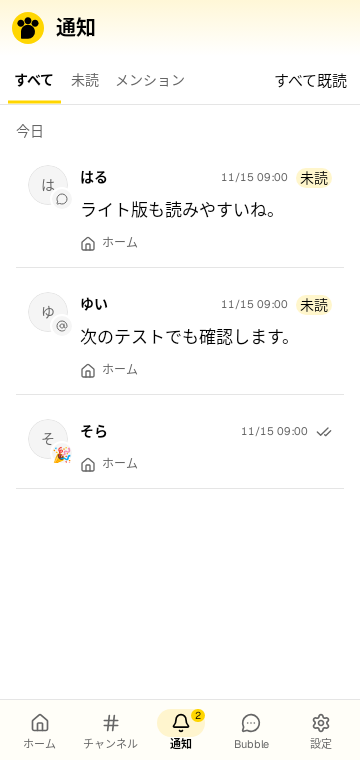 通知
すべて 未読 メンション すべて既読
今日
は はる 11/15 09:00 未読
ライト版も読みやすいね。
ホーム
ゆ ゆい 11/15 09:00 未読
次のテストでも確認します。
ホーム
そ そら 11/15 09:00
ホーム
2
ホーム チャンネル 通知 Bubble 設定